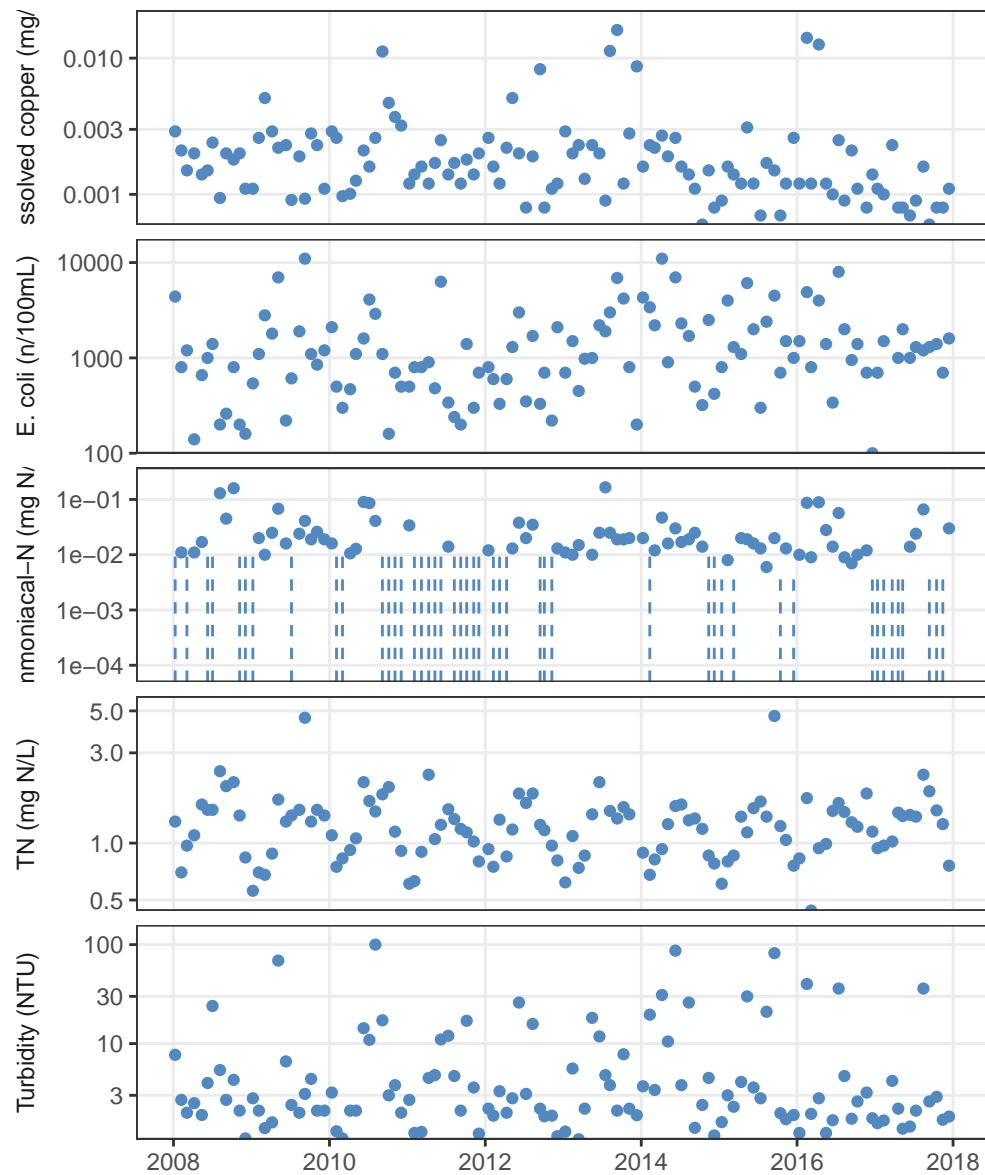 ssolved copper (mg/
0.010
0.003
0.001
E. coli (n/100mL)
10000
1000
100
nmoniacal−N (mg N/
1e−01
1e−02
1e−03
1e−04
TN (mg N/L)
5.0
3.0
1.0
0.5
Turbidity (NTU)
100
30
10
3
2008 2010 2012 2014 2016 2018